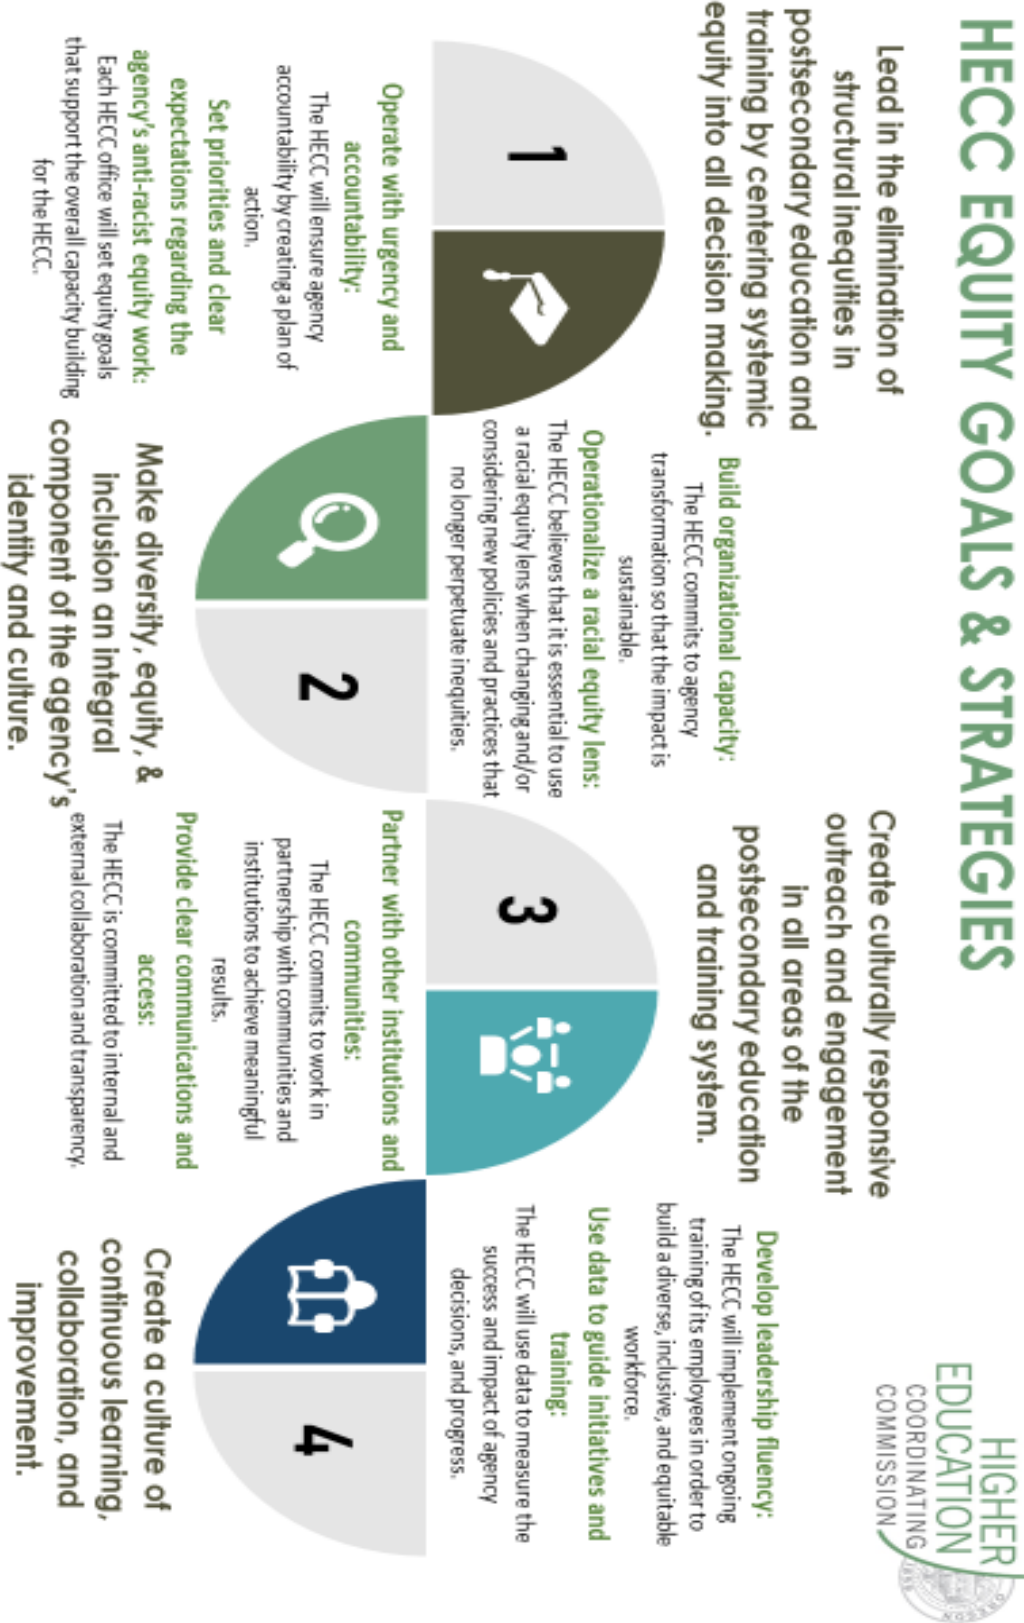 HECC EQUITY GOALS & STRATEGIES
HIGHER
EDUCATION
COORDINATING
COMMISSION
Lead in the elimination of
structural inequities in
postsecondary education and
training by centering systemic
equity into all decision making.
1
Operate with urgency and
accountability:
The HECC will ensure agency
accountability by creating a plan of
action.
Set priorities and clear
expectations regarding the
agency's anti-racist equity work:
Each HECC office will set equity goals
that support the overall capacity building
for the HECC.
Build organizational capacity:
The HECC commits to agency
transformation so that the impact is
sustainable.
Operationalize a racial equity lens:
The HECC believes that it is essential to use
a racial equity lens when changing and/or
considering new policies and practices that
no longer perpetuate inequities.
2
Make diversity, equity, &
inclusion an integral
component of the agency's
identity and culture.
Create culturally responsive
outreach and engagement
in all areas of the
postsecondary education
and training system.
3
Partner with other institutions and
communities:
The HECC commits to work in
partnership with communities and
institutions to achieve meaningful
results.
Provide clear communications and
access:
The HECC is committed to internal and
external collaboration and transparency.
Develop leadership fluency:
The HECC will implement ongoing
training of its employees in order to
build a diverse, inclusive, and equitable
workforce.
Use data to guide initiatives and
training:
The HECC will use data to measure the
success and impact of agency
decisions, and progress.
4
Create a culture of
continuous learning,
collaboration, and
improvement.